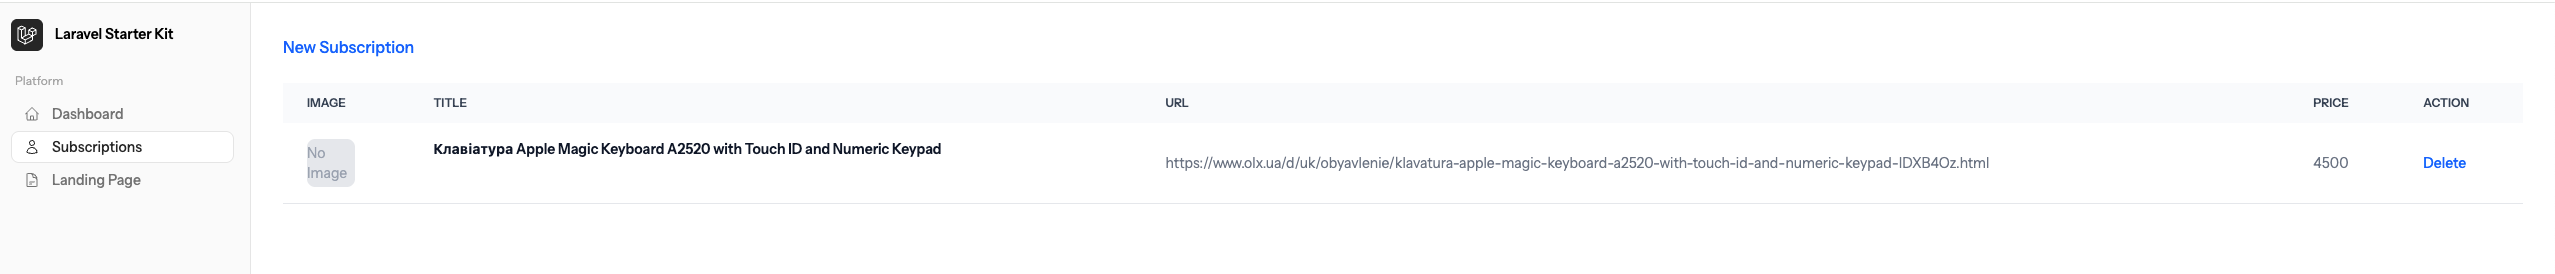 Laravel Starter Kit
Platform
Dashboard
Subscriptions
Landing Page
New Subscription
IMAGE TITLE URL PRICE ACTION
No
Image
Клавіатура Apple Magic Keyboard A2520 with Touch ID and Numeric Keypad
https://www.olx.ua/d/uk/obyavlenie/klavatura-apple-magic-keyboard-a2520-with-touch-id-and-numeric-keypad-IDXB4Oz.html
4500
Delete